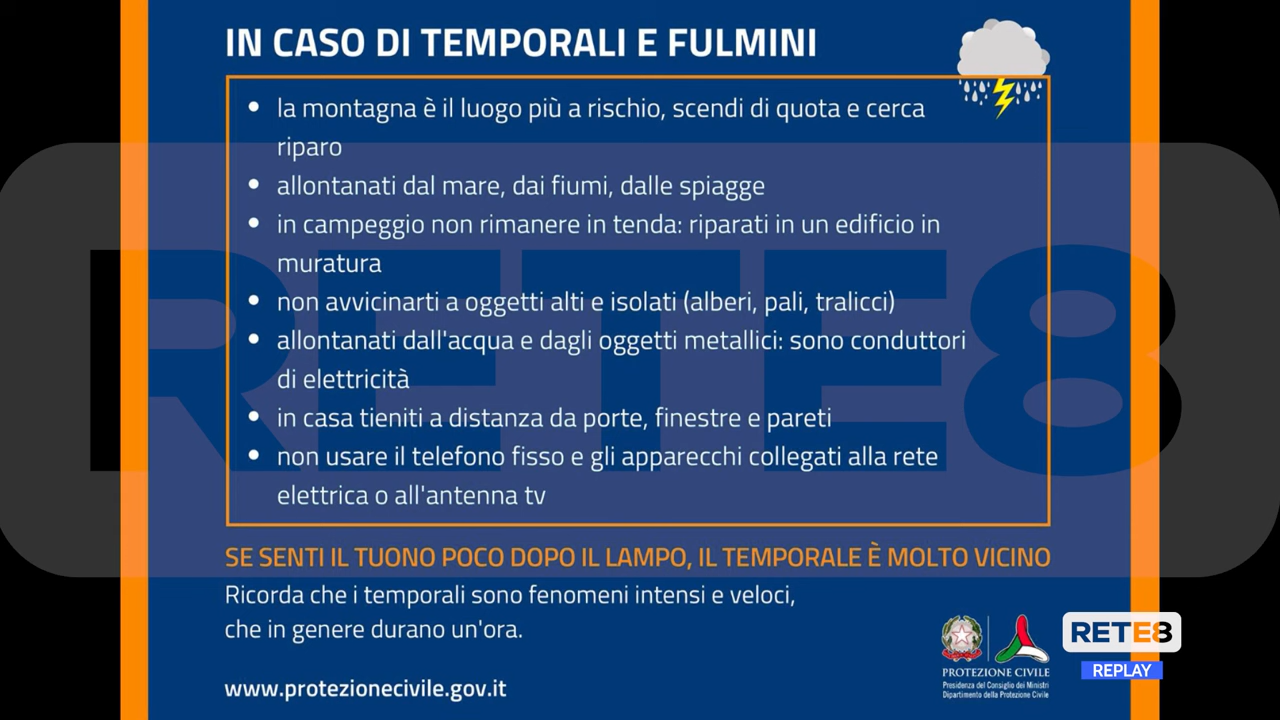 IN CASO DI TEMPORALI E FULMINI
• la montagna è il luogo più a rischio, scendi di quota e cerca
riparo
• allontanati dal mare, dai fiumi, dalle spiagge
• in campeggio non rimanere in tenda: riparati in un edificio in
muratura
• non avvicinarti a oggetti alti e isolati (alberi, pali, tralicci)
• allontanati dall'acqua e dagli oggetti metallici: sono conduttori
di elettricità
• in casa tieniti a distanza da porte, finestre e pareti
• non usare il telefono fisso e gli apparecchi collegati alla rete
elettrica o all'antenna tv
RETE8
SE SENTI IL TUONO POCO DOPO IL LAMPO, IL TEMPORALE È MOLTO VICINO
Ricorda che i temporali sono fenomeni intensi e veloci,
che in genere durano un'ora.
www.protezionecivile.gov.it
PROTEZIONE CIVILE
Presidenza del Consiglio dei Ministri
Dipartimento della Protezione Civile
RETE8
REPLAY